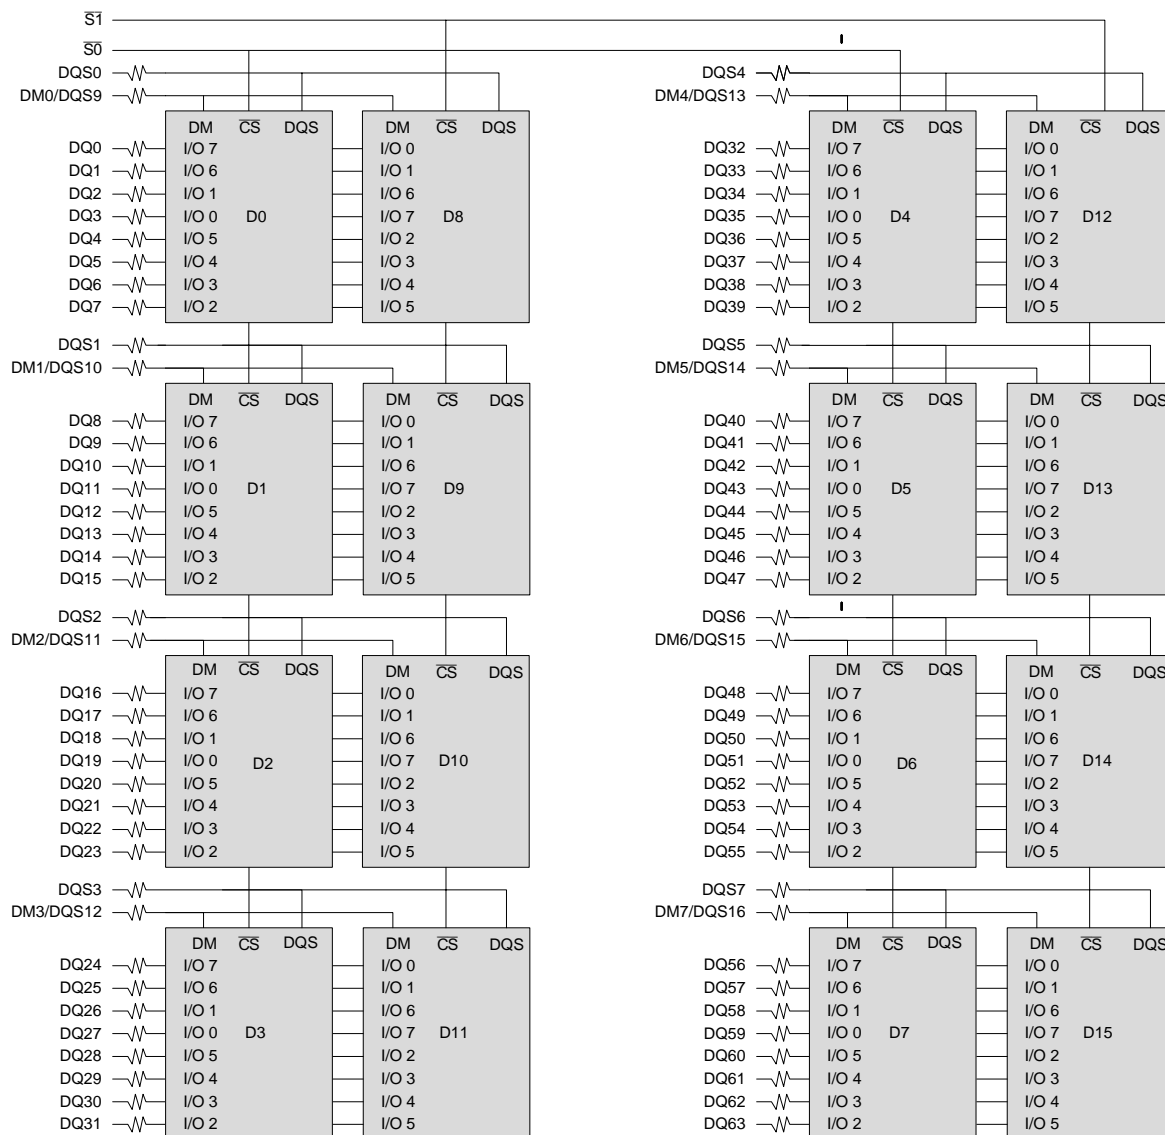 S1
S0
DQS0 DQS4
DM0/DQS9 DM4/DQS13
DM CS DQS DM CS DQS DM CS DQS DM CS DQS
DQ0 I/O 7 I/O 0 DQ32 I/O 7 I/O 0
DQ1 I/O 6 I/O 1 DQ33 I/O 6 I/O 1
DQ2 I/O 1 I/O 6 DQ34 I/O 1 I/O 6
DQ3 I/O 0 D0 I/O 7 D8 DQ35 I/O 0 D4 I/O 7 D12
DQ4 I/O 5 I/O 2 DQ36 I/O 5 I/O 2
DQ5 I/O 4 I/O 3 DQ37 I/O 4 I/O 3
DQ6 I/O 3 I/O 4 DQ38 I/O 3 I/O 4
DQ7 I/O 2 I/O 5 DQ39 I/O 2 I/O 5
DQS1 DQS5
DM1/DQS10 DM5/DQS14
DM CS DQS DM CS DQS DM CS DQS DM CS DQS
DQ8 I/O 7 I/O 0 DQ40 I/O 7 I/O 0
DQ9 I/O 6 I/O 1 DQ41 I/O 6 I/O 1
DQ10 I/O 1 I/O 6 DQ42 I/O 1 I/O 6
DQ11 I/O 0 D1 I/O 7 D9 DQ43 I/O 0 D5 I/O 7 D13
DQ12 I/O 5 I/O 2 DQ44 I/O 5 I/O 2
DQ13 I/O 4 I/O 3 DQ45 I/O 4 I/O 3
DQ14 I/O 3 I/O 4 DQ46 I/O 3 I/O 4
DQ15 I/O 2 I/O 5 DQ47 I/O 2 I/O 5
DQS2 DQS6
DM2/DQS11 DM6/DQS15
DM CS DQS DM CS DQS DM CS DQS DM CS DQS
DQ16 I/O 7 I/O 0 DQ48 I/O 7 I/O 0
DQ17 I/O 6 I/O 1 DQ49 I/O 6 I/O 1
DQ18 I/O 1 I/O 6 DQ50 I/O 1 I/O 6
DQ19 I/O 0 D2 I/O 7 D10 DQ51 I/O 0 D6 I/O 7 D14
DQ20 I/O 5 I/O 2 DQ52 I/O 5 I/O 2
DQ21 I/O 4 I/O 3 DQ53 I/O 4 I/O 3
DQ22 I/O 3 I/O 4 DQ54 I/O 3 I/O 4
DQ23 I/O 2 I/O 5 DQ55 I/O 2 I/O 5
DQS3 DQS7
DM3/DQS12 DM7/DQS16
DM CS DQS DM CS DQS DM CS DQS DM CS DQS
DQ24 I/O 7 I/O 0 DQ56 I/O 7 I/O 0
DQ25 I/O 6 I/O 1 DQ57 I/O 6 I/O 1
DQ26 I/O 1 I/O 6 DQ58 I/O 1 I/O 6
DQ27 I/O 0 D3 I/O 7 D11 DQ59 I/O 0 D7 I/O 7 D15
DQ28 I/O 5 I/O 2 DQ60 I/O 5 I/O 2
DQ29 I/O 4 I/O 3 DQ61 I/O 4 I/O 3
DQ30 I/O 3 I/O 4 DQ62 I/O 3 I/O 4
DQ31 I/O 2 I/O 5 DQ63 I/O 2 I/O 5